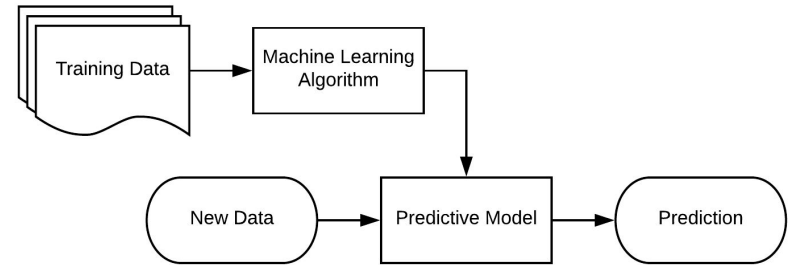 Training Data
Machine Learning
Algorithm
New Data
Predictive Model
Prediction